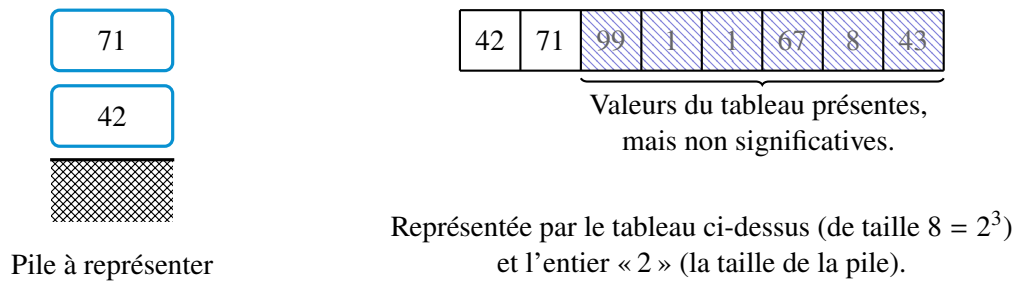 71
42
Pile à représenter
42 71 99 1 1 67 8 43
Valeurs du tableau présentes,
mais non significatives.
Représentée par le tableau ci-dessus (de taille 8 = 2³)
et l'entier « 2 » (la taille de la pile).